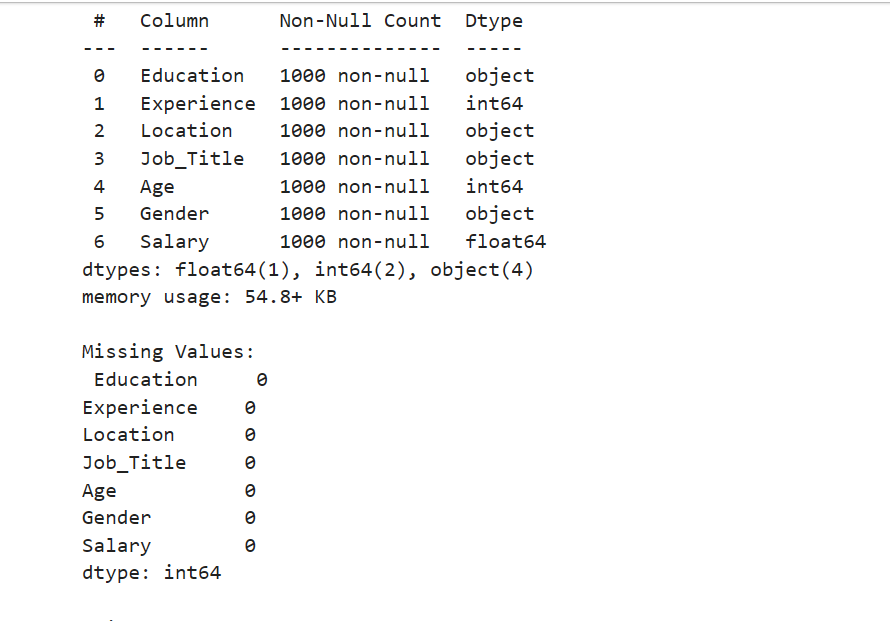 #   Column      Non-Null Count  Dtype
---  ------      --------------  -----
 0   Education   1000 non-null   object
 1   Experience  1000 non-null   int64
 2   Location    1000 non-null   object
 3   Job_Title   1000 non-null   object
 4   Age         1000 non-null   int64
 5   Gender      1000 non-null   object
 6   Salary      1000 non-null   float64
dtypes: float64(1), int64(2), object(4)
memory usage: 54.8+ KB

Missing Values:
 Education     0
Experience    0
Location      0
Job_Title     0
Age           0
Gender        0
Salary        0
dtype: int64